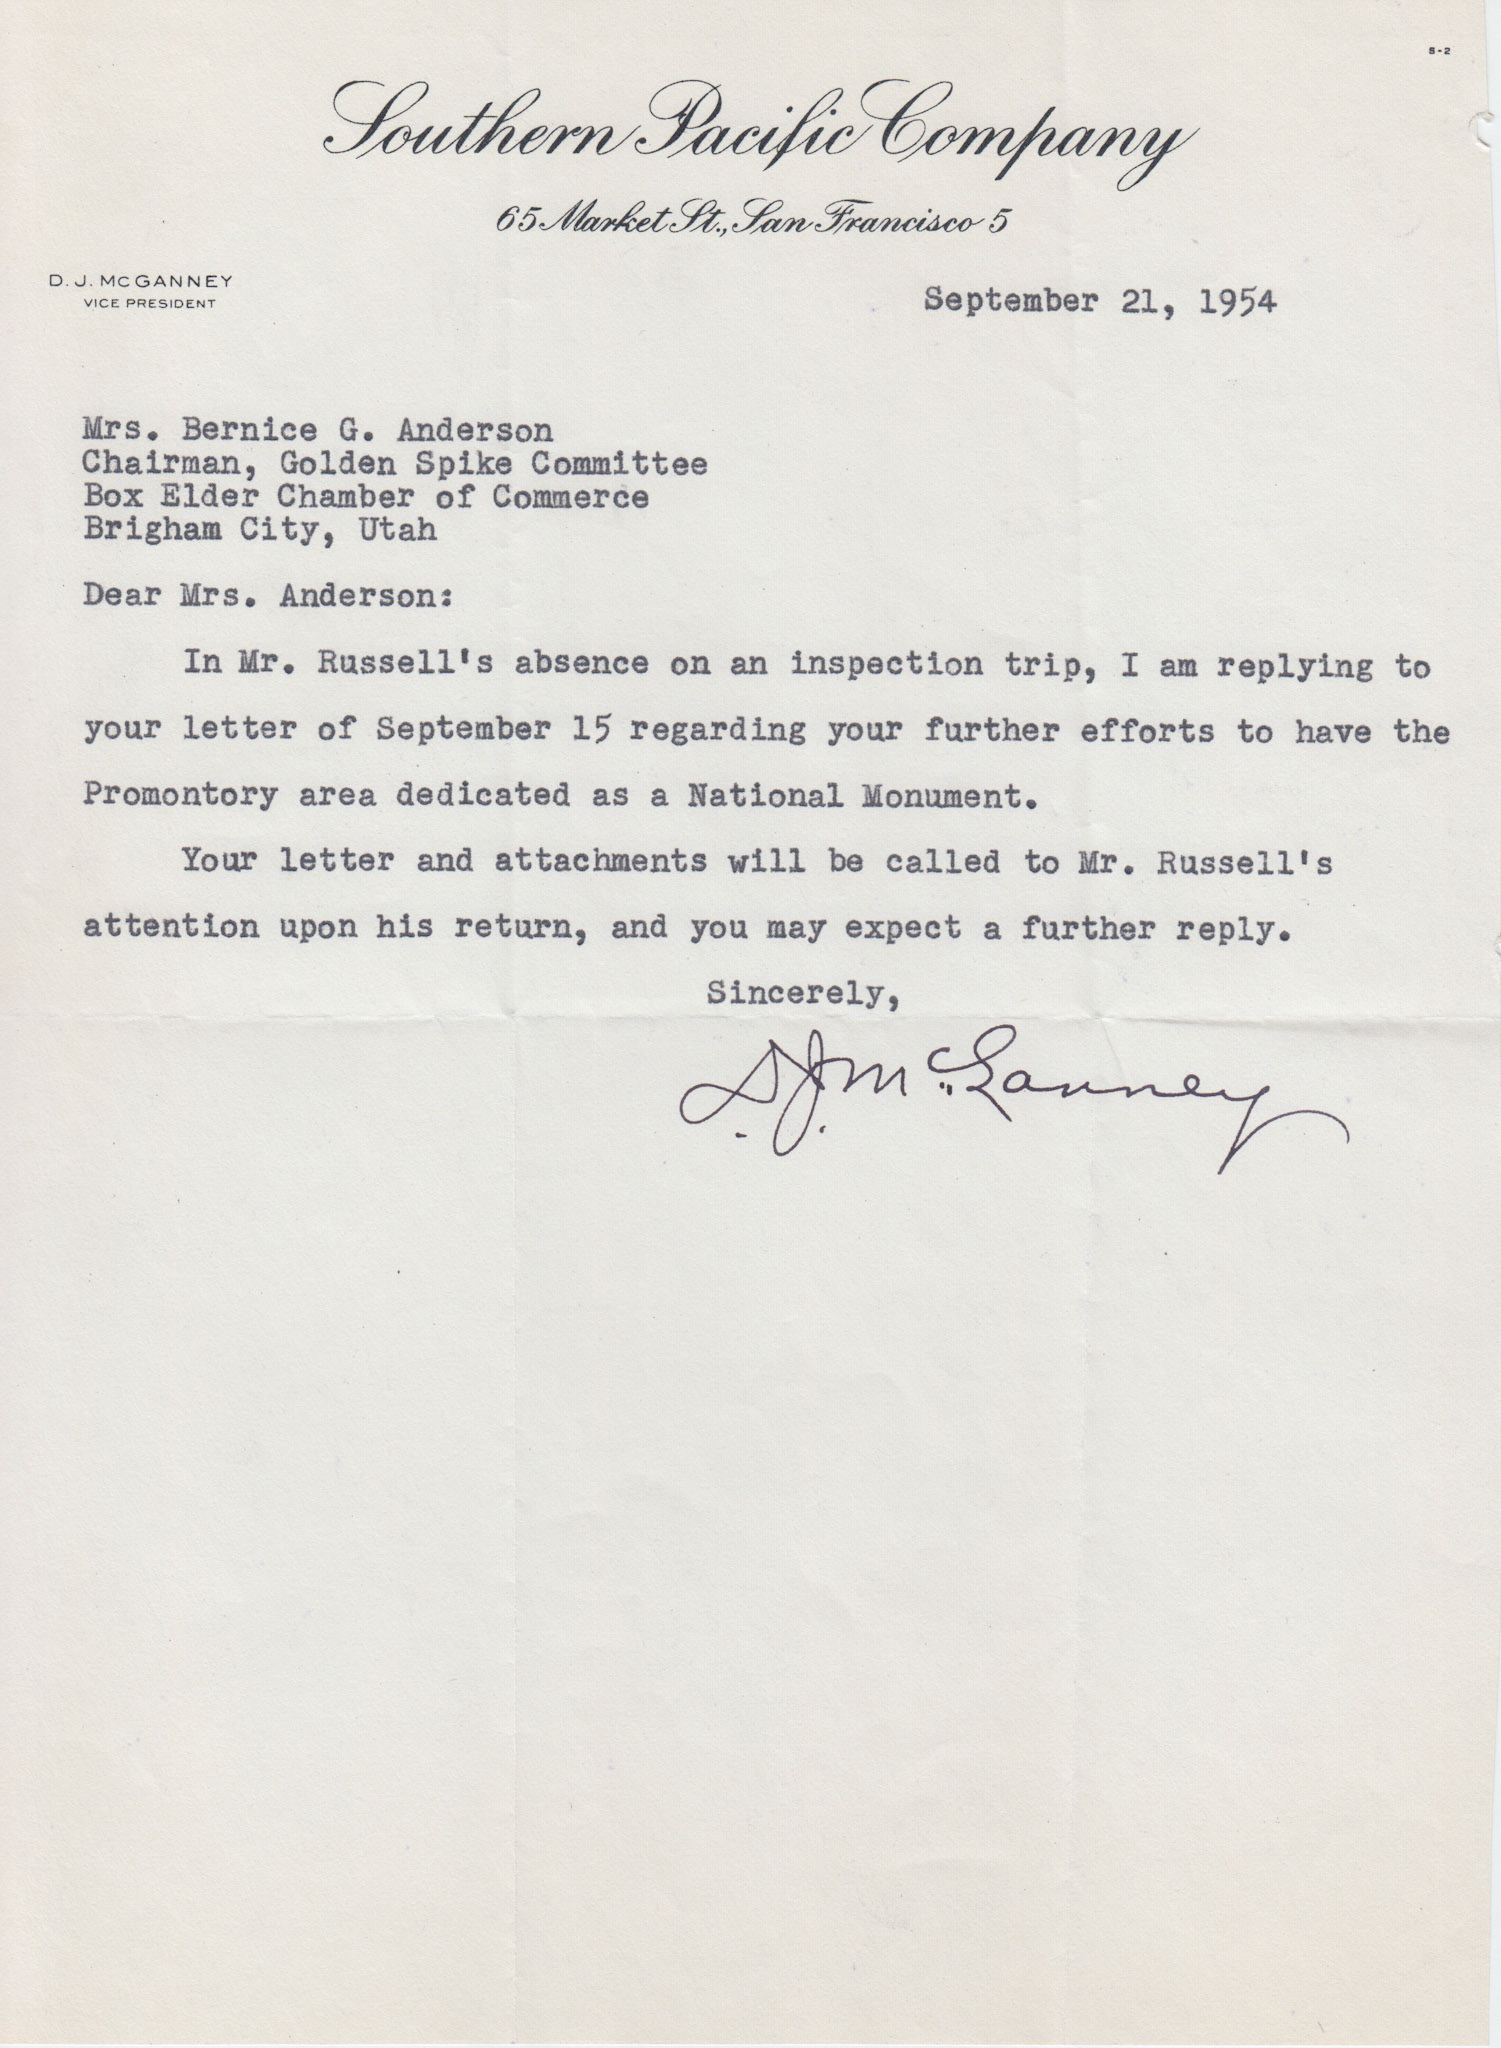 S-2
Southern Pacific Company
65 Market St., San Francisco 5
D. J. McGANNEY
VICE PRESIDENT
September 21, 1954
Mrs. Bernice G. Anderson
Chairman, Golden Spike Committee
Box Elder Chamber of Commerce
Brigham City, Utah
Dear Mrs. Anderson:
In Mr. Russell's absence on an inspection trip, I am replying to
your letter of September 15 regarding your further efforts to have the
Promontory area dedicated as a National Monument.
Your letter and attachments will be called to Mr. Russell's
attention upon his return, and you may expect a further reply.
Sincerely,
D. J. McGanney